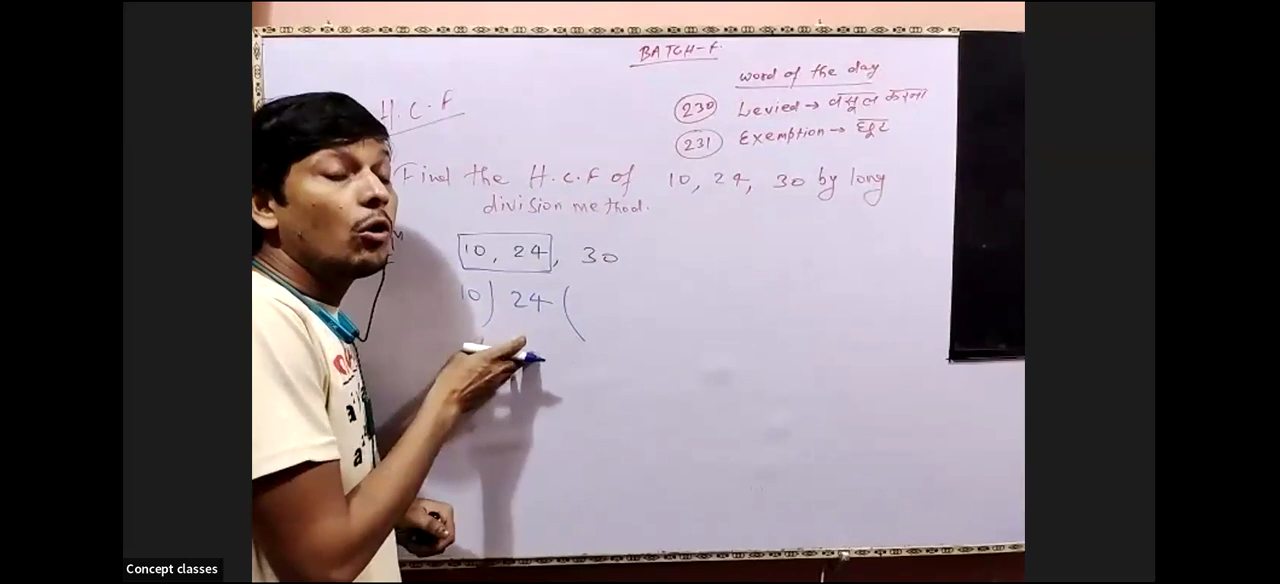 BATCH-F.
word of the day
H.C.F
230 Levied → वसूल करना
231 Exemption → छूट
Find the H.C.F of 10, 24, 30 by long
division method.
10, 24, 30
10) 24 (
Concept classes